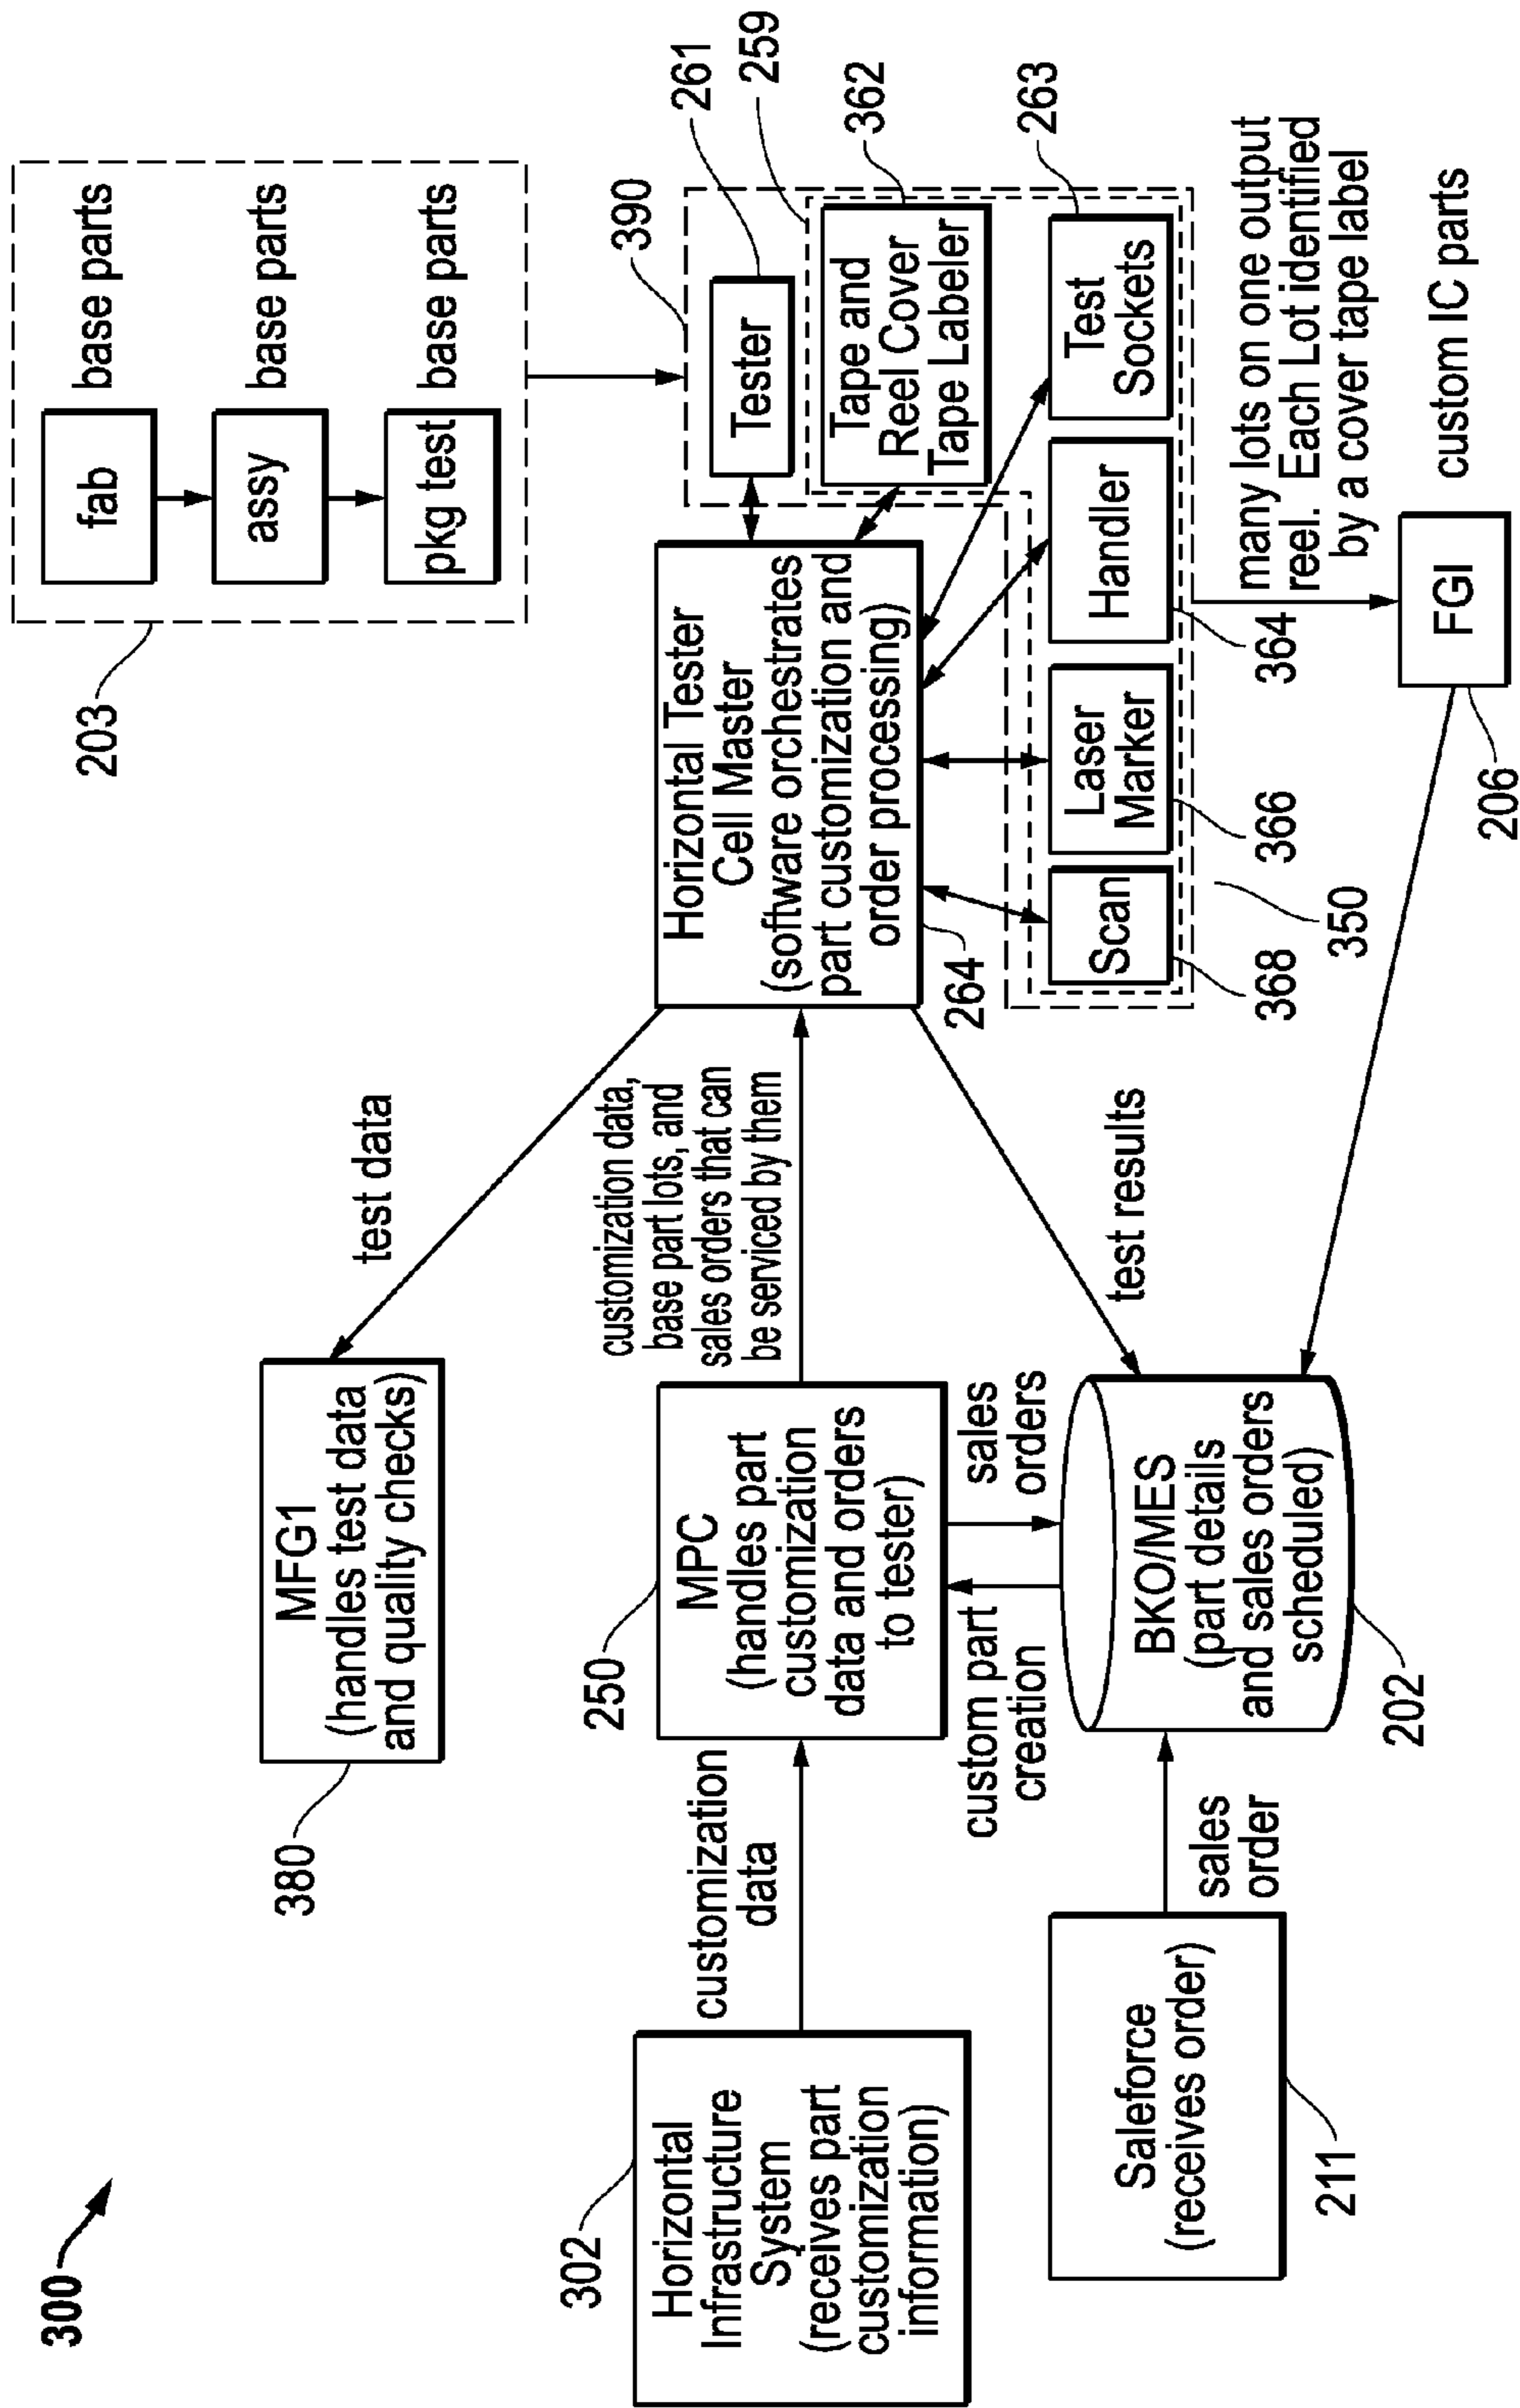 300
302
Horizontal
Infrastructure
System
(receives part
customization
information)
customization
data
380
MFG1
(handles test data
and quality checks)
test data
250
MPC
(handles part
customization
data and orders
to tester)
customization data,
base part lots, and
sales orders that can
be serviced by them
custom part
creation
sales
orders
Saleforce
(receives order)
211
sales
order
BKO/MES
(part details
and sales orders
scheduled)
202
test results
203
fab
base parts
assy
base parts
pkg test
base parts
Horizontal Tester
Cell Master
(software orchestrates
part customization and
order processing)
264
390
261
259
Tester
Tape and
Reel Cover
Tape Labeler
362
Scan
368
Laser
Marker
366
Handler
364
Test
Sockets
263
350
many lots on one output
reel. Each Lot identified
by a cover tape label
FGI
206
custom IC parts